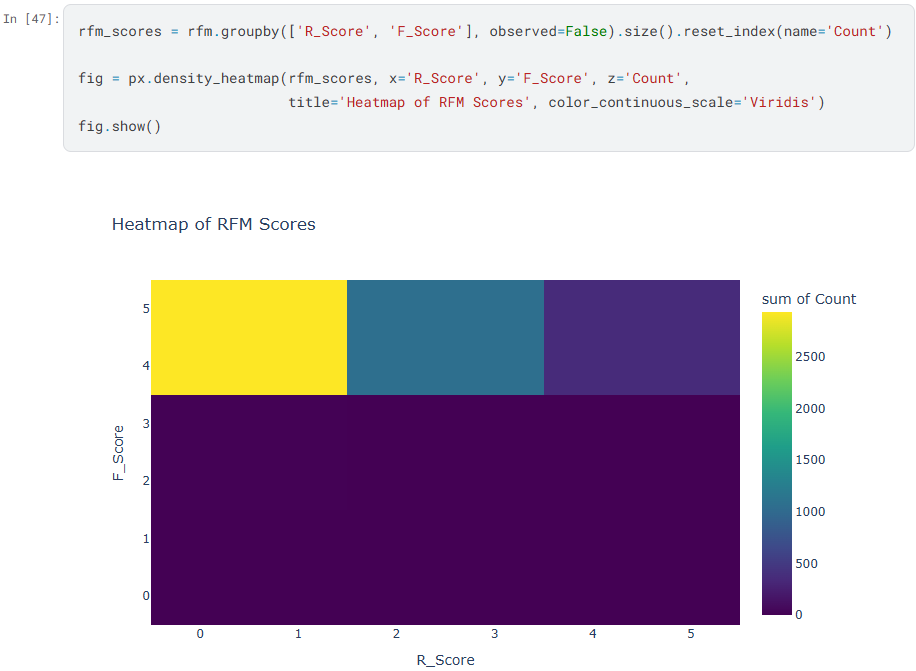 In [47]:
rfm_scores = rfm.groupby(['R_Score', 'F_Score'], observed=False).size().reset_index(name='Count')
fig = px.density_heatmap(rfm_scores, x='R_Score', y='F_Score', z='Count',
title='Heatmap of RFM Scores', color_continuous_scale='Viridis')
fig.show()
Heatmap of RFM Scores
sum of Count
2500
2000
1500
1000
500
0
F_Score
5
4
3
2
1
0
0 1 2 3 4 5
R_Score